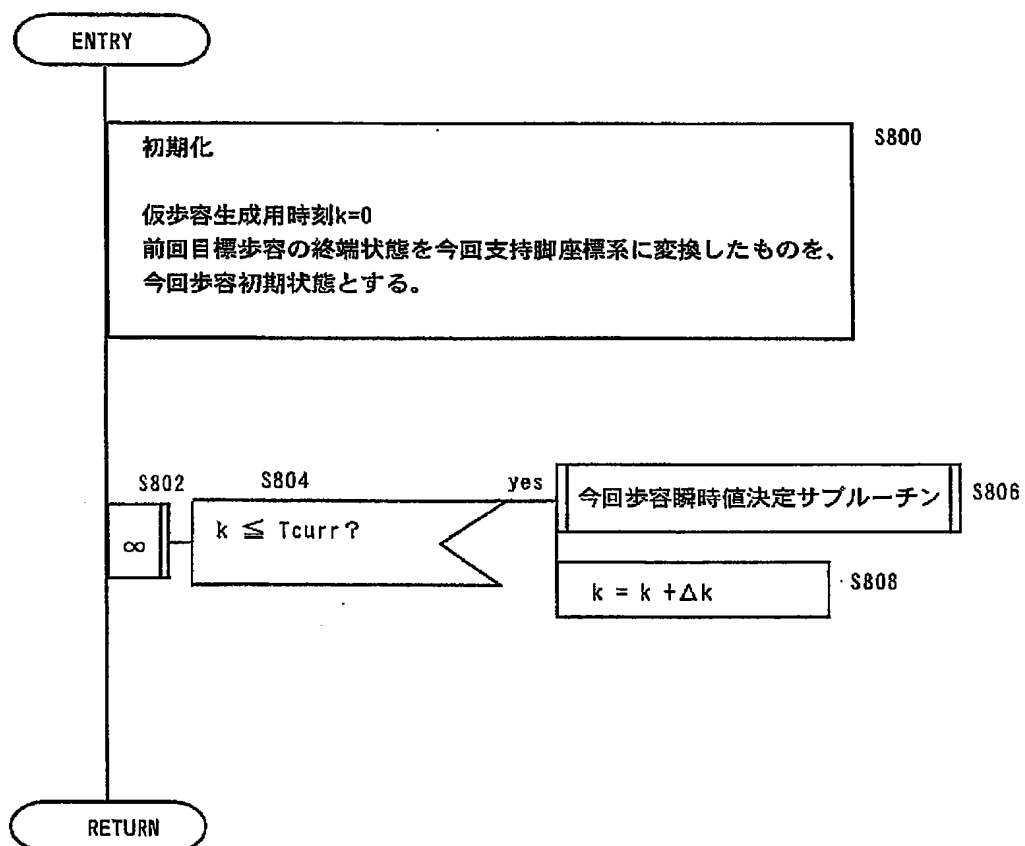 ENTRY
S800
初期化
仮歩容生成用時刻k=0
前回目標歩容の終端状態を今回支持脚座標系に変換したものを、
今回歩容初期状態とする。
S802
S804
yes
∞
k ≦ Tcurr?
今回歩容瞬時値決定サブルーチン
S806
k = k +Δk
S808
RETURN